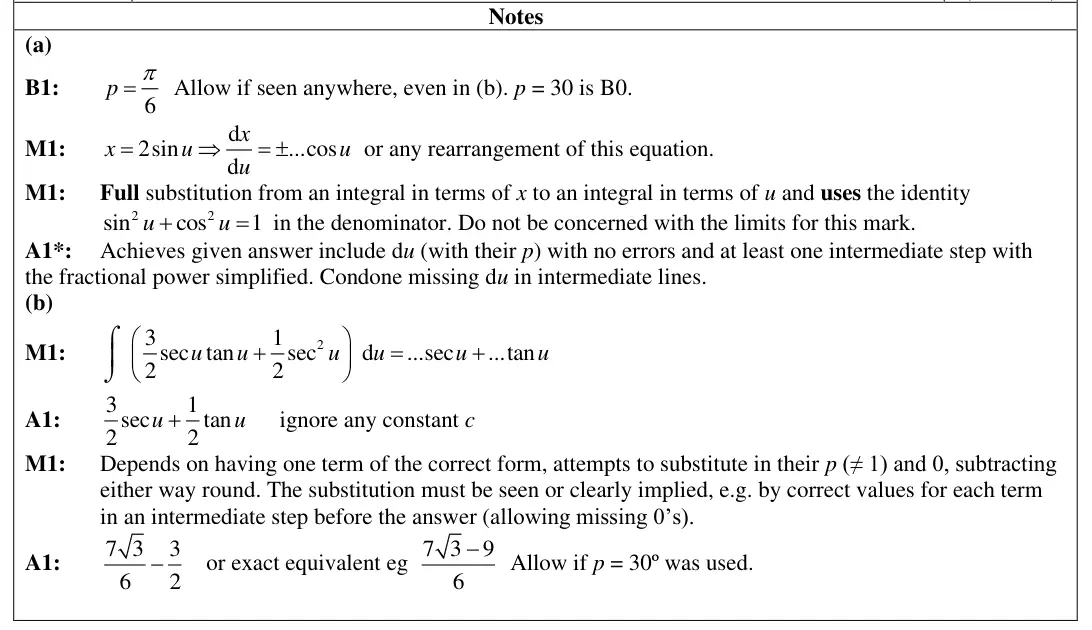 Notes
(a)
B1: p = π/6 Allow if seen anywhere, even in (b). p = 30 is B0.
M1: x = 2sin u ⇒ dx/du = ±...cos u or any rearrangement of this equation.
M1: Full substitution from an integral in terms of x to an integral in terms of u and uses the identity
sin² u + cos² u = 1 in the denominator. Do not be concerned with the limits for this mark.
A1*: Achieves given answer include du (with their p) with no errors and at least one intermediate step with
the fractional power simplified. Condone missing du in intermediate lines.
(b)
M1: ∫ (3/2 sec u tan u + 1/2 sec² u) du = ...sec u + ...tan u
A1: 3/2 sec u + 1/2 tan u ignore any constant c
M1: Depends on having one term of the correct form, attempts to substitute in their p (≠ 1) and 0, subtracting
either way round. The substitution must be seen or clearly implied, e.g. by correct values for each term
in an intermediate step before the answer (allowing missing 0’s).
A1: 7√3/6 − 3/2 or exact equivalent eg (7√3 − 9)/6 Allow if p = 30º was used.